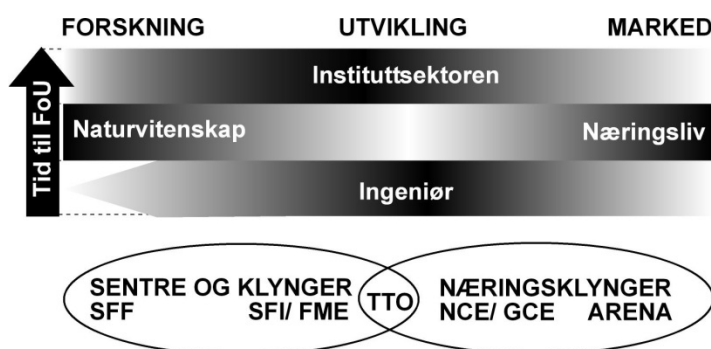 FORSKNING UTVIKLING MARKED
Tid til FoU
Instituttsektoren
Naturvitenskap Næringsliv
Ingeniør
SENTRE OG KLYNGER TTO NÆRINGSKLYNGER
SFF SFI/ FME NCE/ GCE ARENA